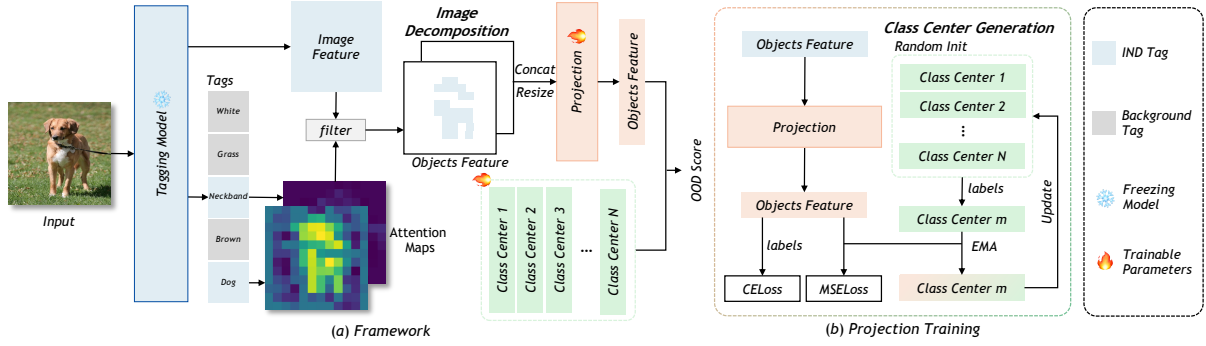 Input
Tagging Model
Tags
White
Grass
Neckband
Brown
Dog
Image
Feature
filter
Attention
Maps
Image
Decomposition
Objects Feature
Concat
Resize
Projection
Objects Feature
Class Center 1
Class Center 2
Class Center 3
...
Class Center N
OOD Score
(a) Framework
Class Center Generation
Objects Feature
Projection
Objects Feature
labels
CELoss
MSELoss
Random Init
Class Center 1
Class Center 2
...
Class Center N
labels
Class Center m
EMA
Class Center m
Update
(b) Projection Training
IND Tag
Background
Tag
Freezing
Model
Trainable
Parameters